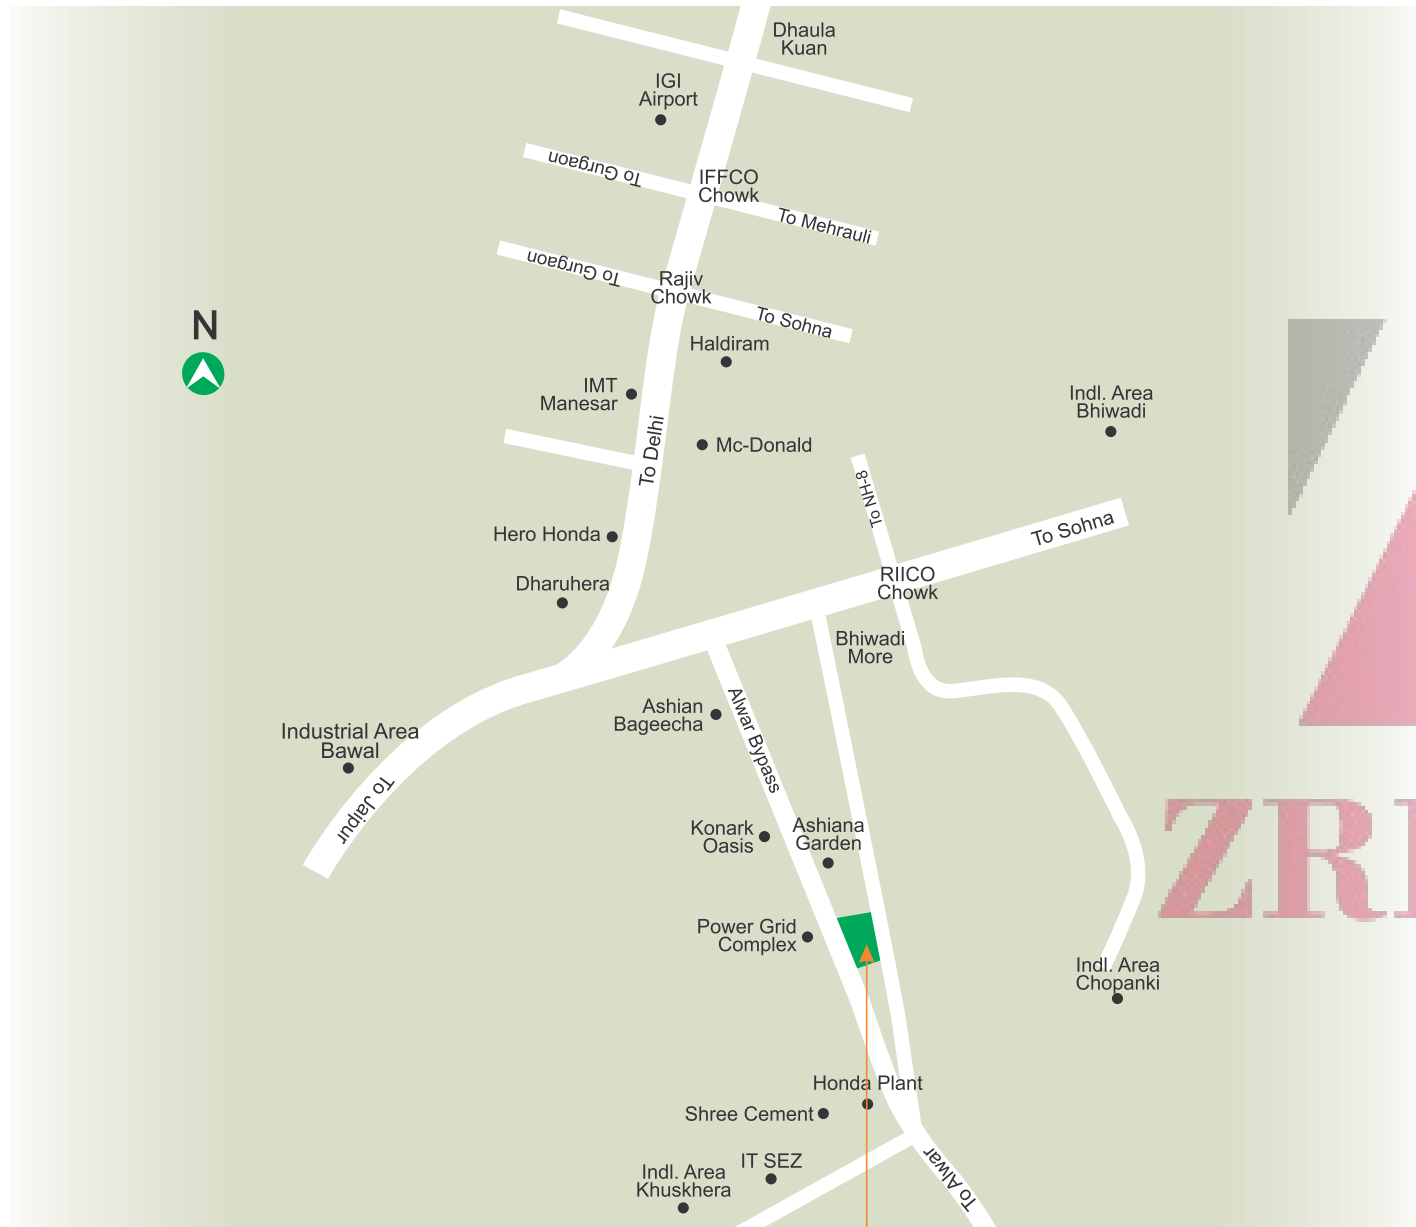 Dhaula
Kuan
IGI
Airport
To Gurgaon
IFFCO
Chowk
To Mehrauli
To Gurgaon
Rajiv
Chowk
To Sohna
N
Haldiram
IMT
Manesar
Indl. Area
Bhiwadi
To Delhi
Mc-Donald
To NH-8
Hero Honda
To Sohna
Dharuhera
RIICO
Chowk
Bhiwadi
More
Ashian
Bageecha
Alwar Bypass
Industrial Area
Bawal
To Jaipur
Konark
Oasis
Ashiana
Garden
ZR
Power Grid
Complex
Indl. Area
Chopanki
Honda Plant
Shree Cement
IT SEZ
Indl. Area
Khuskhera
To Alwar